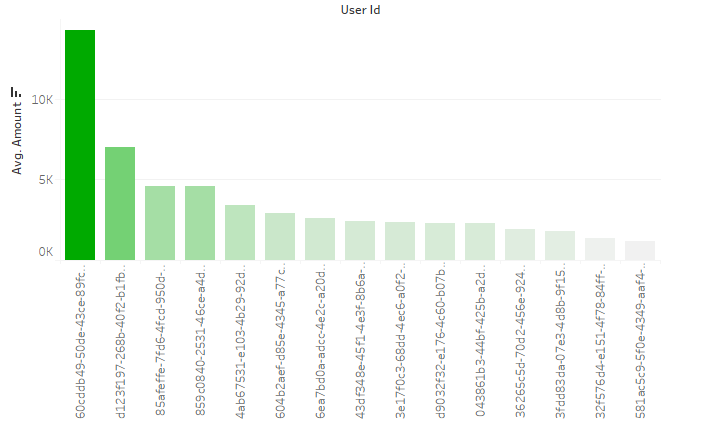 User Id
Avg. Amount
10K
5K
0K
60cddb49-50de-43ce-89fc..
d123f197-268b-40f2-b1fb..
85afeffe-7fd6-4fcd-950d-..
859c0840-2531-46ce-a4d..
4ab67531-e103-4b29-92d..
604b2aef-d85e-4345-a77c..
6ea7bd0a-adcc-4e2c-a20d..
43df348e-45f1-4e3f-8b6a-..
3e17f0c3-68dd-4ec6-a0f2-..
d9032f32-e176-4c60-b07b..
043861b3-44bf-425b-a2d..
36265c5d-70d2-456e-924..
3fdd83da-07e3-4d8b-9f15..
32f576d4-e151-4f78-84ff-..
581ac5c9-5f0e-4349-aaf4-..